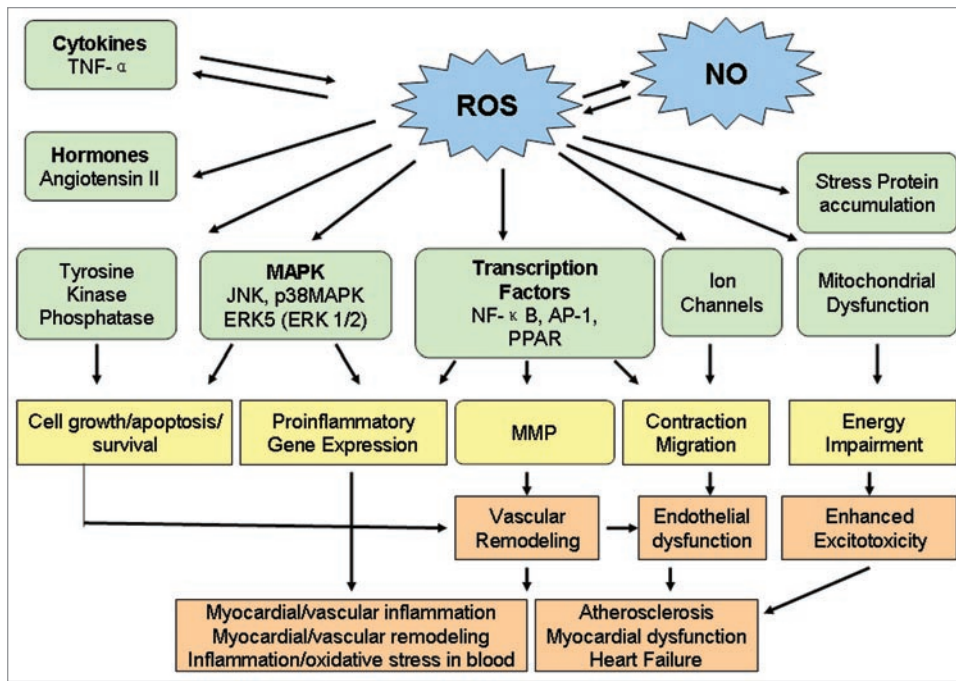 Cytokines
TNF- α
ROS
NO
Hormones
Angiotensin II
Stress Protein
accumulation
Tyrosine
Kinase
Phosphatase
MAPK
JNK, p38MAPK
ERK5 (ERK 1/2)
Transcription
Factors
NF- κ B, AP-1,
PPAR
Ion
Channels
Mitochondrial
Dysfunction
Cell growth/apoptosis/
survival
Proinflammatory
Gene Expression
MMP
Contraction
Migration
Energy
Impairment
Vascular
Remodeling
Endothelial
dysfunction
Enhanced
Excitotoxicity
Myocardial/vascular inflammation
Myocardial/vascular remodeling
Inflammation/oxidative stress in blood
Atherosclerosis
Myocardial dysfunction
Heart Failure